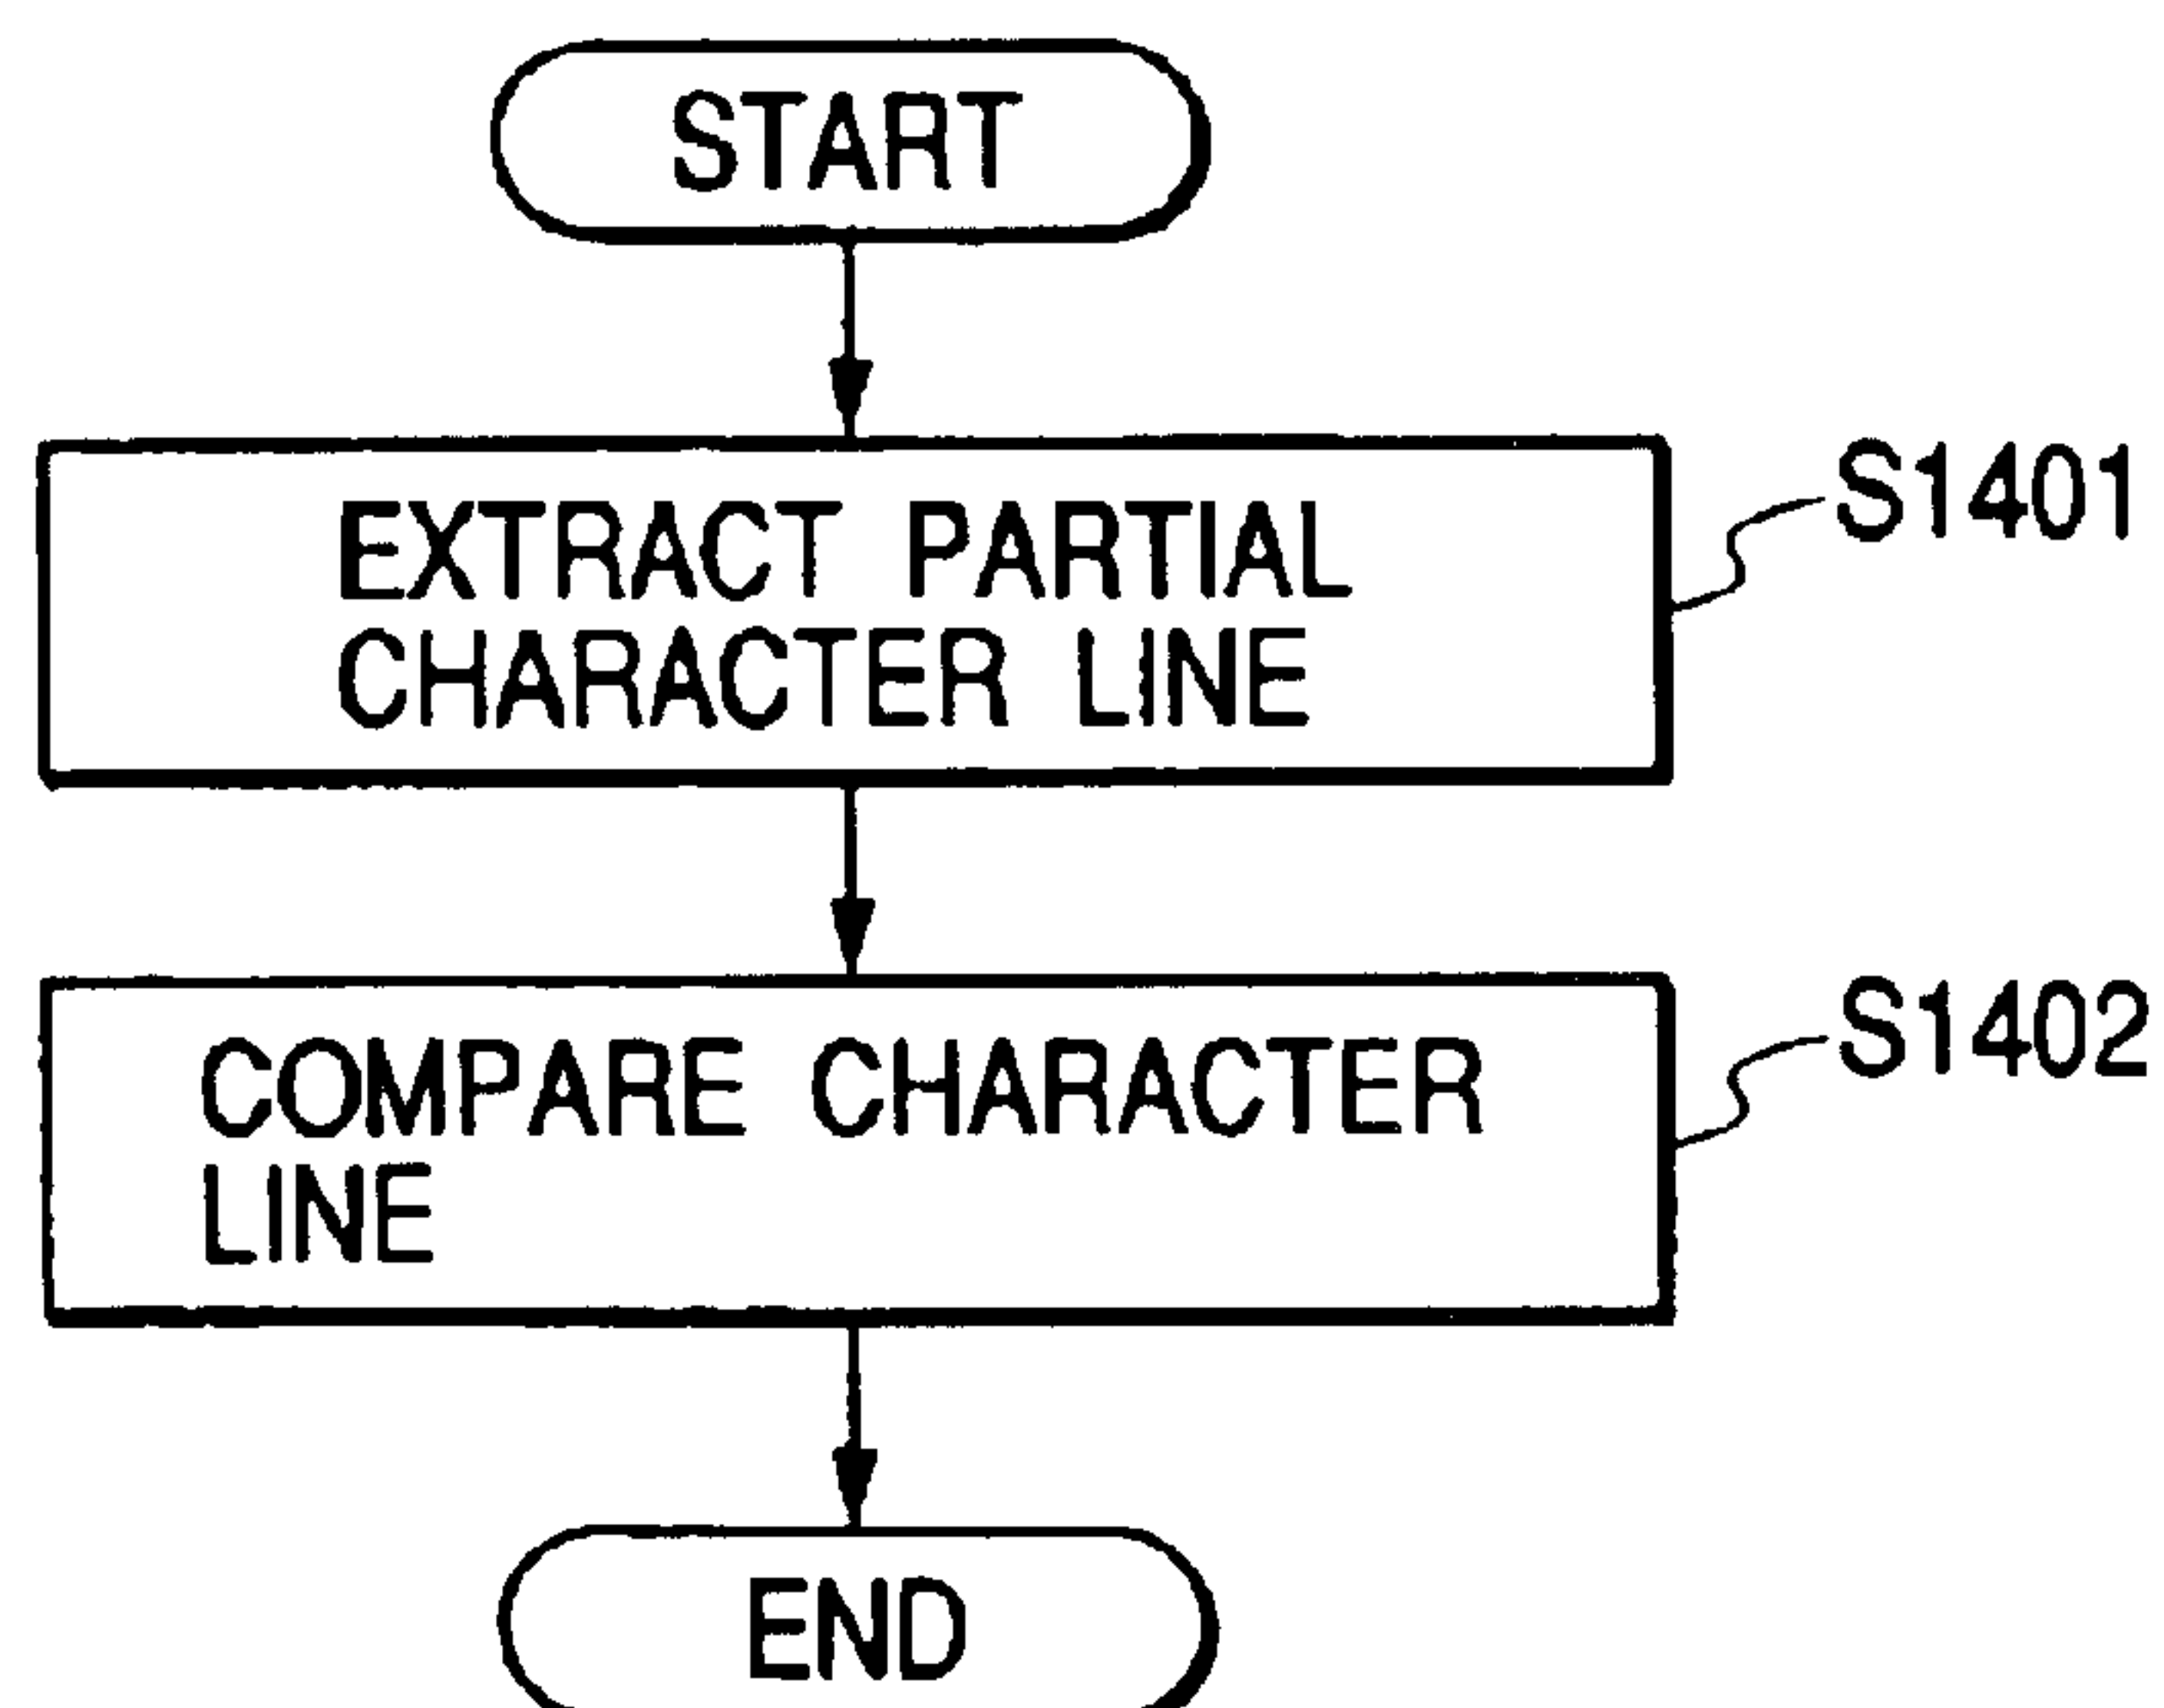 START
EXTRACT PARTIAL
CHARACTER LINE
S1401
COMPARE CHARACTER
LINE
S1402
END